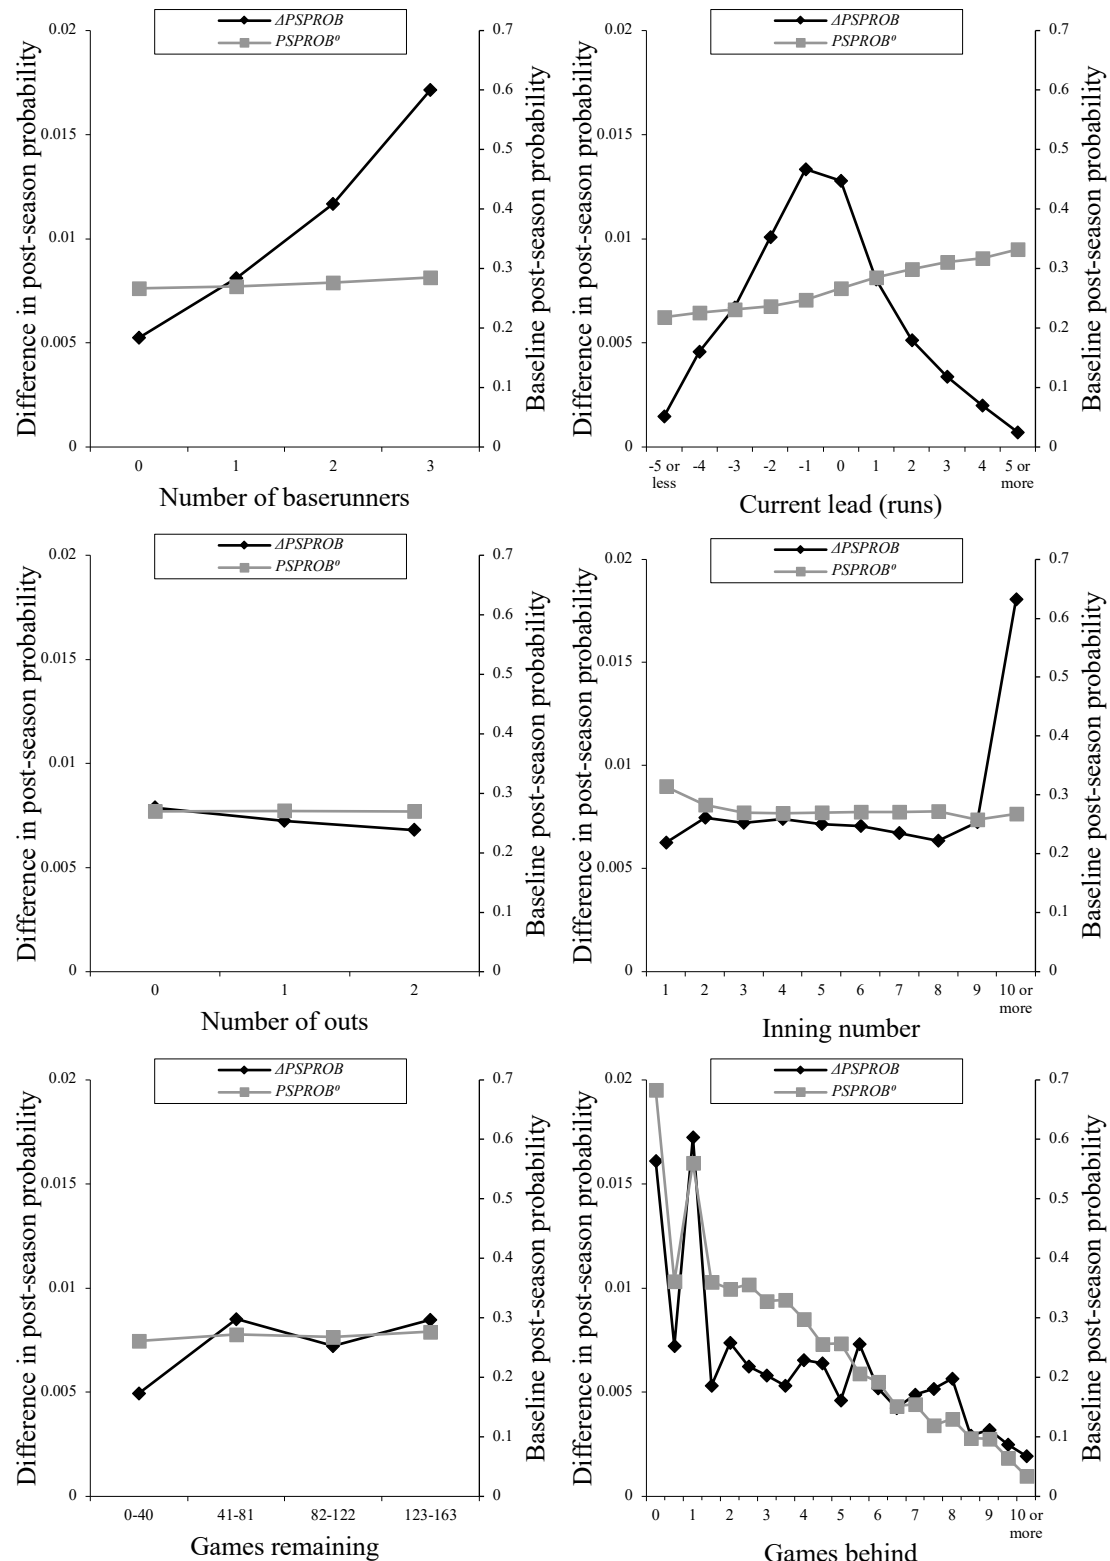 ΔPSPROB
PSPROB⁰
Difference in post-season probability
0.02
0.015
0.01
0.005
0
0.7
0.6
0.5
0.4
0.3
0.2
0.1
0
Baseline post-season probability
0 1 2 3
Number of baserunners
ΔPSPROB
PSPROB⁰
Difference in post-season probability
0.02
0.015
0.01
0.005
0
0.7
0.6
0.5
0.4
0.3
0.2
0.1
0
Baseline post-season probability
-5 or -4 -3 -2 -1 0 1 2 3 4 5 or
less more
Current lead (runs)
ΔPSPROB
PSPROB⁰
Difference in post-season probability
0.02
0.015
0.01
0.005
0
0.7
0.6
0.5
0.4
0.3
0.2
0.1
0
Baseline post-season probability
0 1 2
Number of outs
ΔPSPROB
PSPROB⁰
Difference in post-season probability
0.02
0.015
0.01
0.005
0
0.7
0.6
0.5
0.4
0.3
0.2
0.1
0
Baseline post-season probability
1 2 3 4 5 6 7 8 9 10 or
more
Inning number
ΔPSPROB
PSPROB⁰
Difference in post-season probability
0.02
0.015
0.01
0.005
0
0.7
0.6
0.5
0.4
0.3
0.2
0.1
0
Baseline post-season probability
0-40 41-81 82-122 123-163
Games remaining
ΔPSPROB
PSPROB⁰
Difference in post-season probability
0.02
0.015
0.01
0.005
0
0.7
0.6
0.5
0.4
0.3
0.2
0.1
0
Baseline post-season probability
0 1 2 3 4 5 6 7 8 9 10 or
more
Games behind